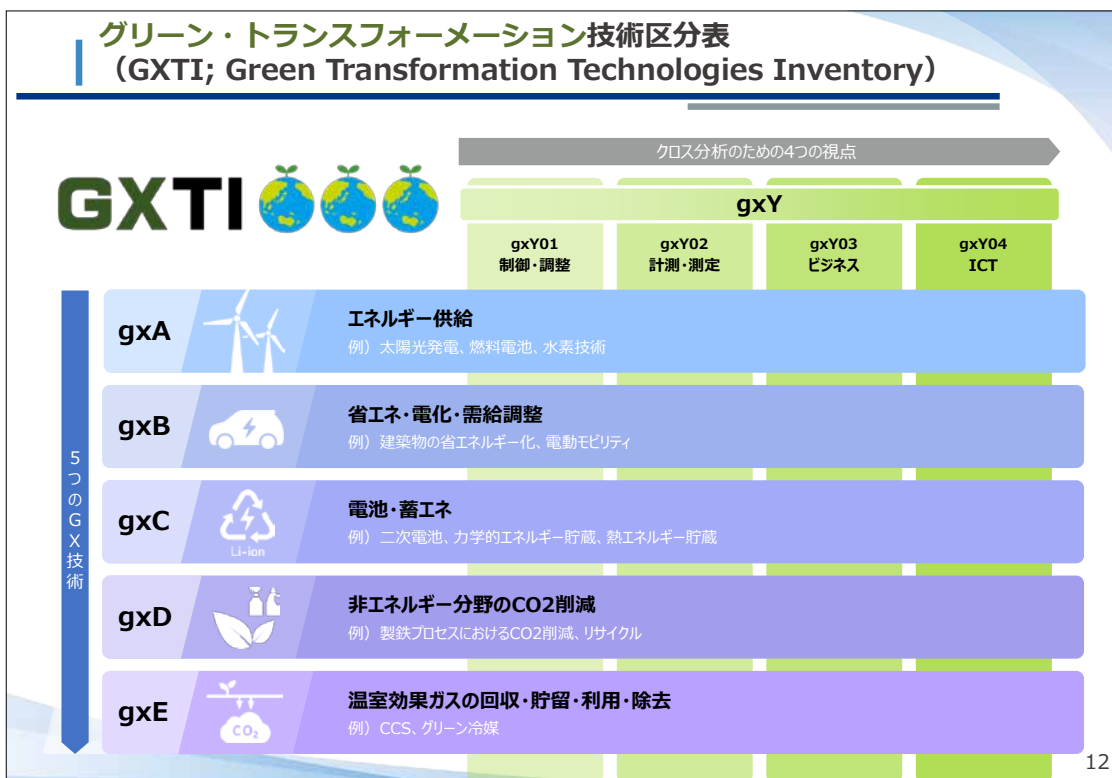 グリーン・トランスフォーメーション技術区分表
（GXTI; Green Transformation Technologies Inventory）
クロス分析のための4つの視点
GXTI
gxY
gxY01
制御・調整
gxY02
計測・測定
gxY03
ビジネス
gxY04
ICT
5つのGX技術
gxA
エネルギー供給
例）太陽光発電、燃料電池、水素技術
gxB
省エネ・電化・需給調整
例）建築物の省エネルギー化、電動モビリティ
gxC
Li-ion
電池・蓄エネ
例）二次電池、力学的エネルギー貯蔵、熱エネルギー貯蔵
gxD
非エネルギー分野のCO2削減
例）製鉄プロセスにおけるCO2削減、リサイクル
gxE
CO₂
温室効果ガスの回収・貯留・利用・除去
例）CCS、グリーン冷媒
12